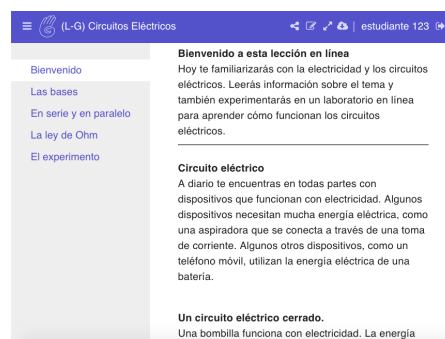 (L-G) Circuitos Eléctricos
estudiante 123
Bienvenido
Las bases
En serie y en paralelo
La ley de Ohm
El experimento
Bienvenido a esta lección en línea
Hoy te familiarizarás con la electricidad y los circuitos
eléctricos. Leerás información sobre el tema y
también experimentarás en un laboratorio en línea
para aprender cómo funcionan los circuitos
eléctricos.
Circuito eléctrico
A diario te encuentras en todas partes con
dispositivos que funcionan con electricidad. Algunos
dispositivos necesitan mucha energía eléctrica, como
una aspiradora que se conecta a través de una toma
de corriente. Algunos otros dispositivos, como un
teléfono móvil, utilizan la energía eléctrica de una
batería.
Un circuito eléctrico cerrado.
Una bombilla funciona con electricidad. La energía